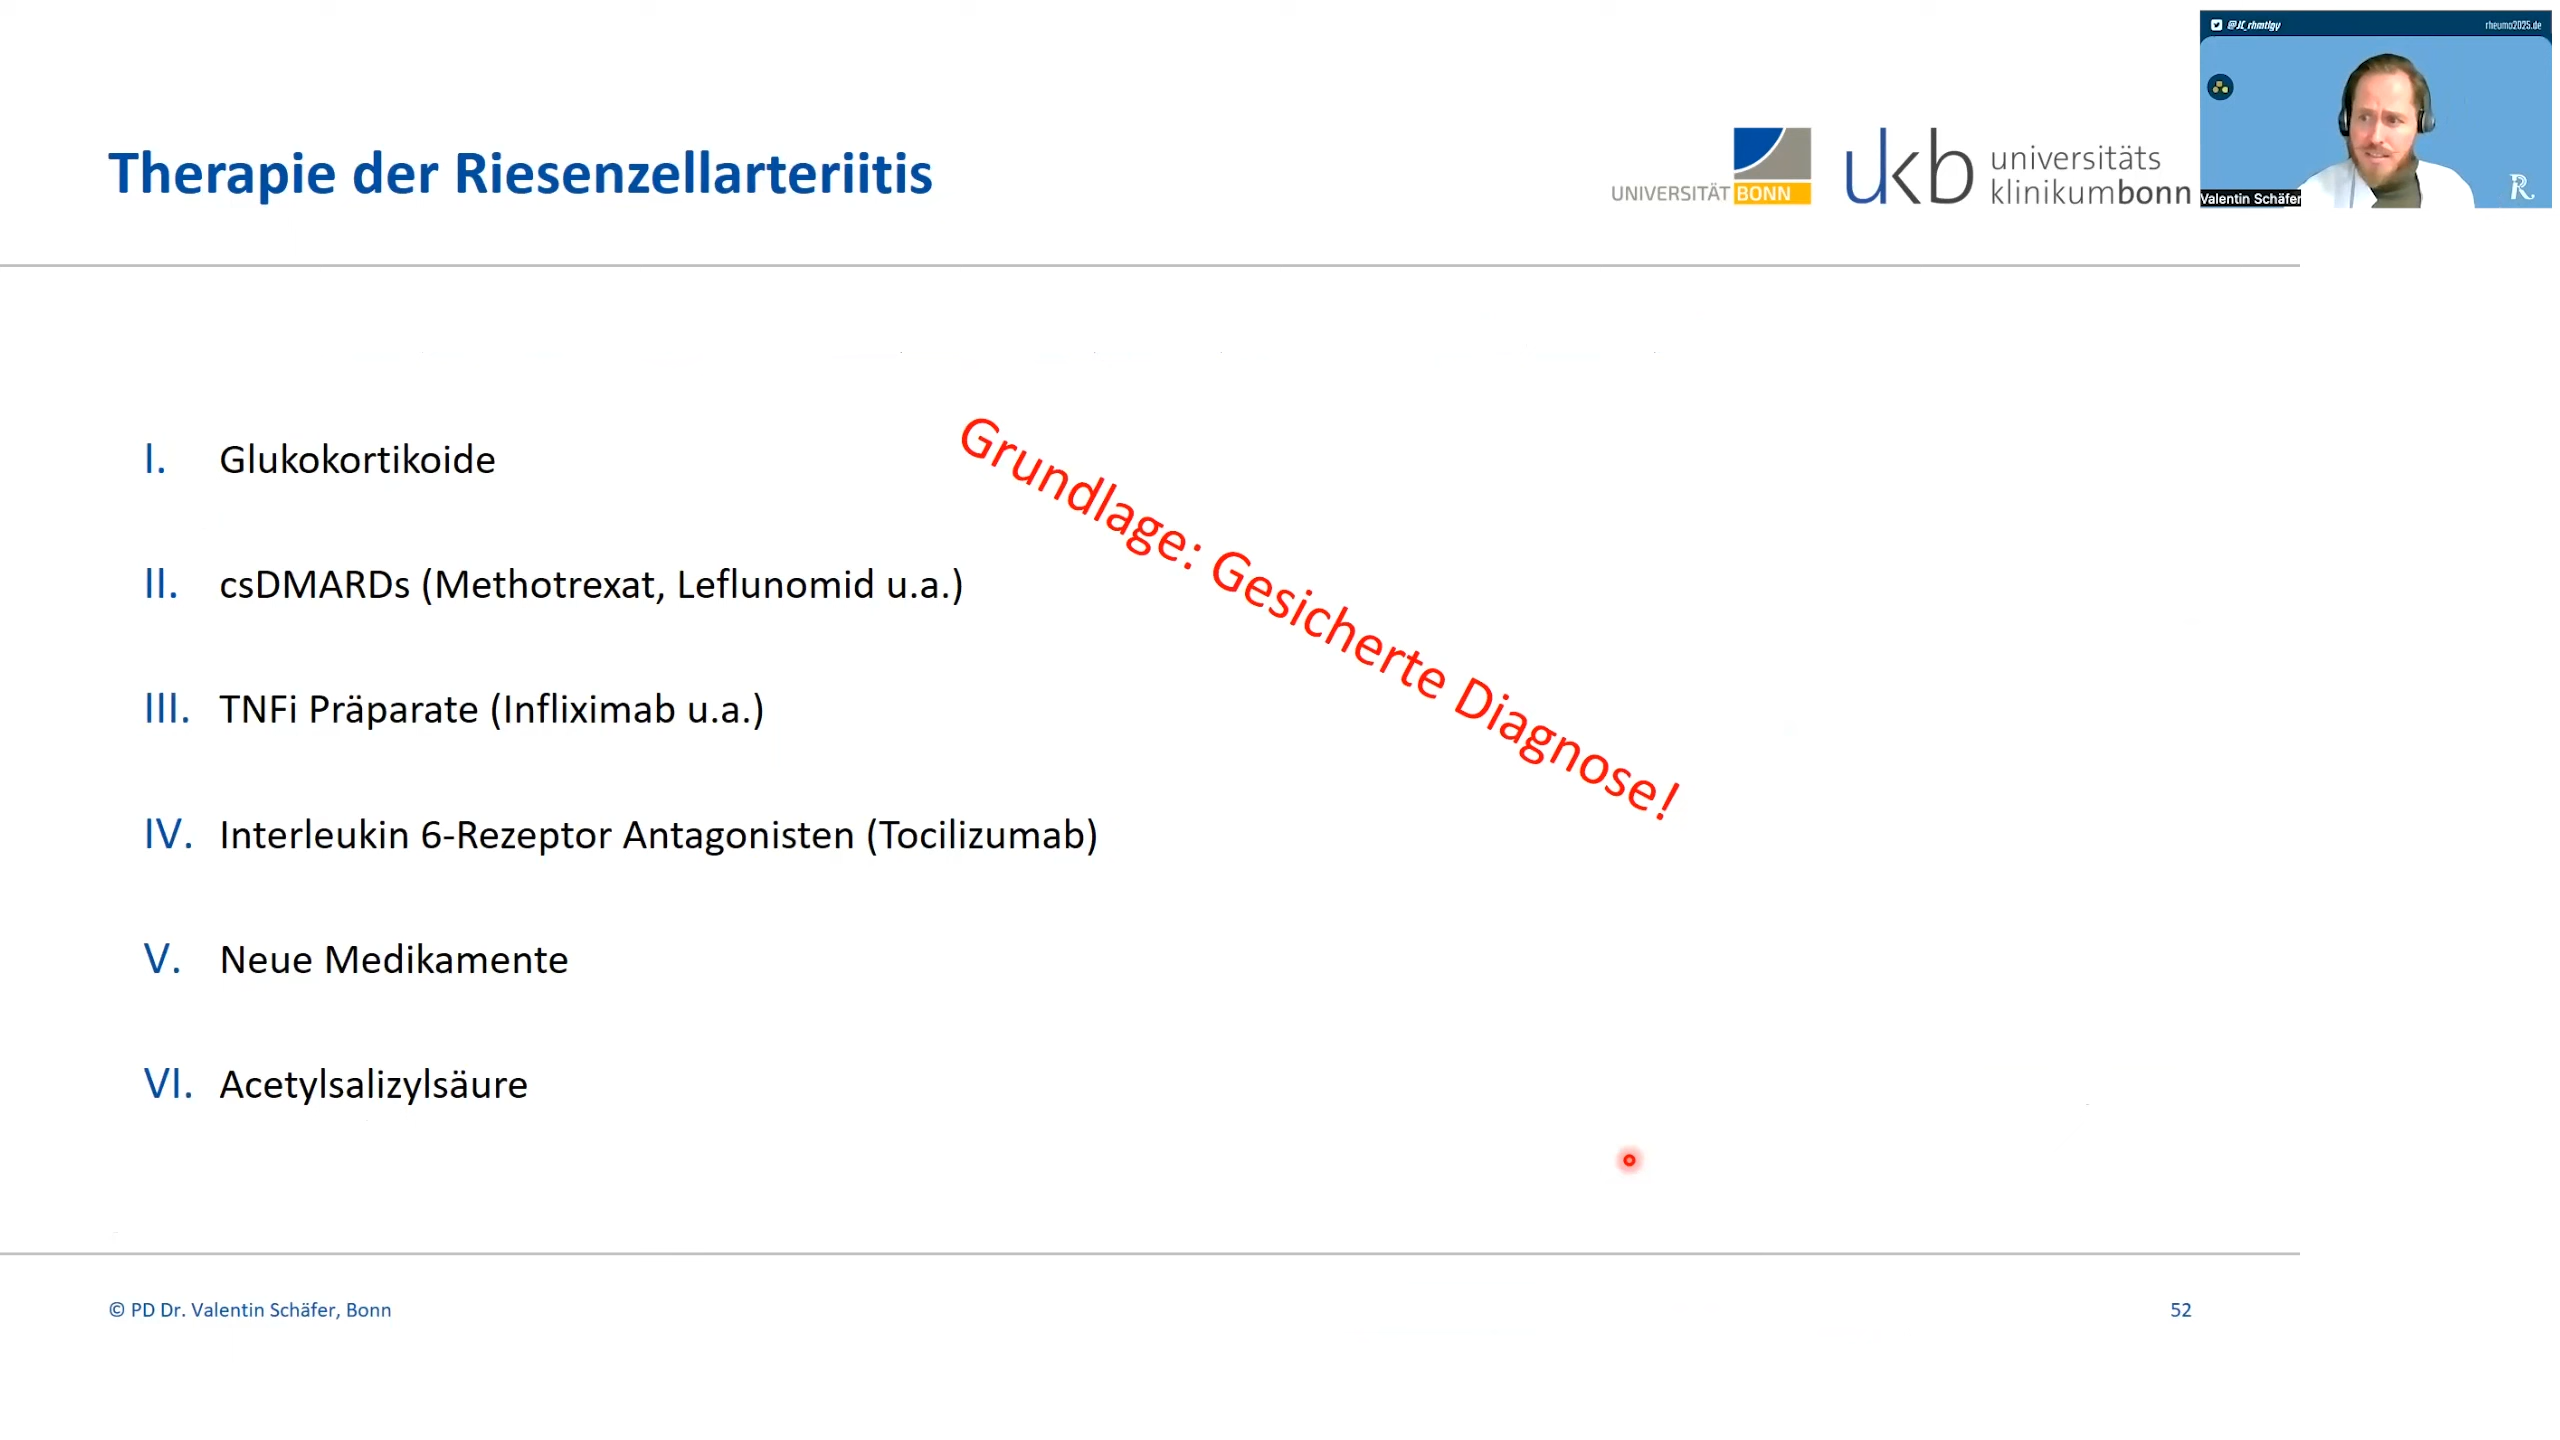 @JC_rhmtlgy
rheuma2025.de
Valentin Schäfer
R.
Therapie der Riesenzellarteriitis
UNIVERSITÄT BONN
ukb universitäts
klinikumbonn
I. Glukokortikoide
II. csDMARDs (Methotrexat, Leflunomid u.a.)
III. TNFi Präparate (Infliximab u.a.)
IV. Interleukin 6-Rezeptor Antagonisten (Tocilizumab)
V. Neue Medikamente
VI. Acetylsalizylsäure
Grundlage: Gesicherte Diagnose!
© PD Dr. Valentin Schäfer, Bonn
52